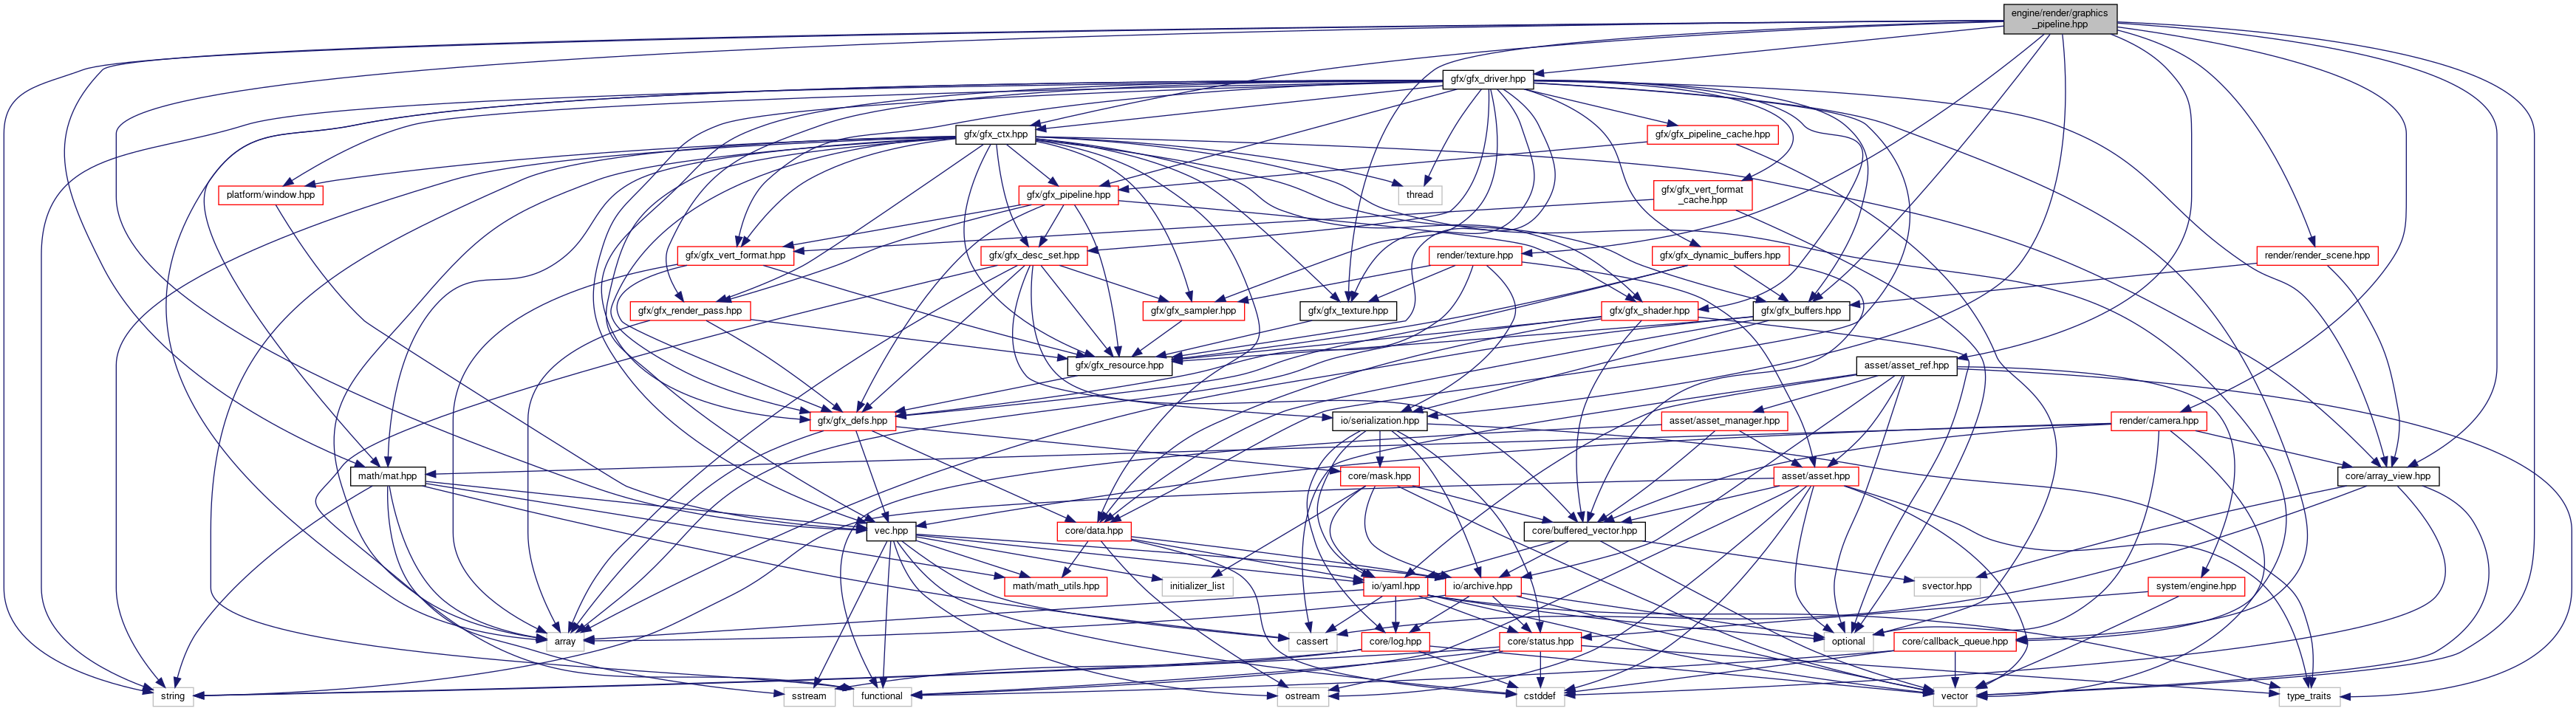 engine/render/graphics
_pipeline.hpp
gfx/gfx_driver.hpp
gfx/gfx_ctx.hpp
gfx/gfx_pipeline_cache.hpp
platform/window.hpp
gfx/gfx_pipeline.hpp
thread
gfx/gfx_vert_format
_cache.hpp
gfx/gfx_vert_format.hpp
gfx/gfx_desc_set.hpp
render/texture.hpp
gfx/gfx_dynamic_buffers.hpp
render/render_scene.hpp
gfx/gfx_render_pass.hpp
gfx/gfx_sampler.hpp
gfx/gfx_texture.hpp
gfx/gfx_shader.hpp
gfx/gfx_buffers.hpp
gfx/gfx_resource.hpp
asset/asset_ref.hpp
gfx/gfx_defs.hpp
io/serialization.hpp
asset/asset_manager.hpp
render/camera.hpp
math/mat.hpp
core/mask.hpp
asset/asset.hpp
core/array_view.hpp
vec.hpp
core/data.hpp
core/buffered_vector.hpp
math/math_utils.hpp
initializer_list
io/yaml.hpp
io/archive.hpp
svector.hpp
system/engine.hpp
array
cassert
core/log.hpp
core/status.hpp
optional
core/callback_queue.hpp
string
sstream
functional
ostream
cstddef
vector
type_traits